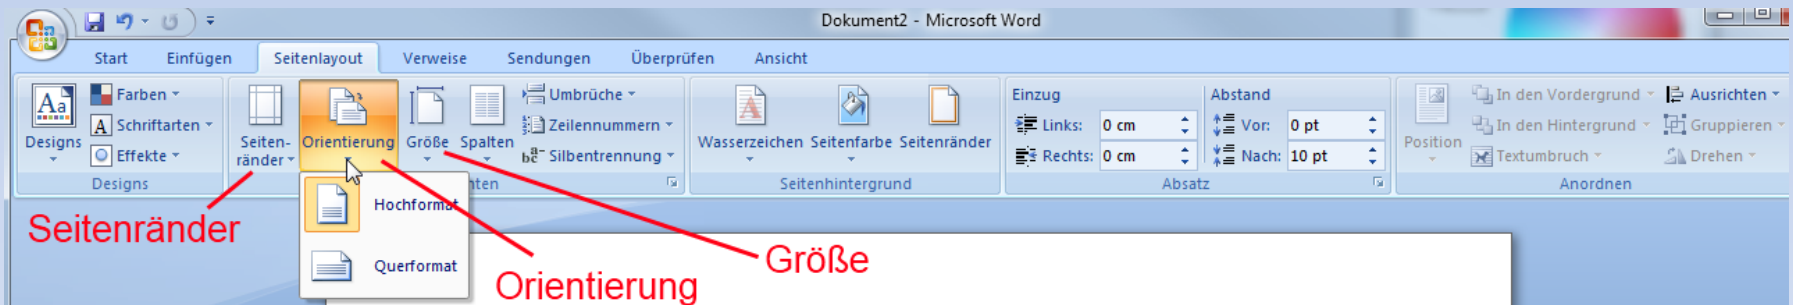 Dokument2 - Microsoft Word
Start Einfügen Seitenlayout Verweise Sendungen Überprüfen Ansicht
Aa
Designs
Farben
A Schriftarten
Effekte
Designs
Seiten-
ränder
Orientierung
Größe
Spalten
Umbrüche
Zeilennummern
Silbentrennung
nten
Hochformat
Querformat
Wasserzeichen Seitenfarbe Seitenränder
Seitenhintergrund
Einzug
Links: 0 cm
Rechts: 0 cm
Abstand
Vor: 0 pt
Nach: 10 pt
Absatz
Position
In den Vordergrund
In den Hintergrund
Textumbruch
Ausrichten
Gruppieren
Drehen
Anordnen
Seitenränder
Orientierung
Größe